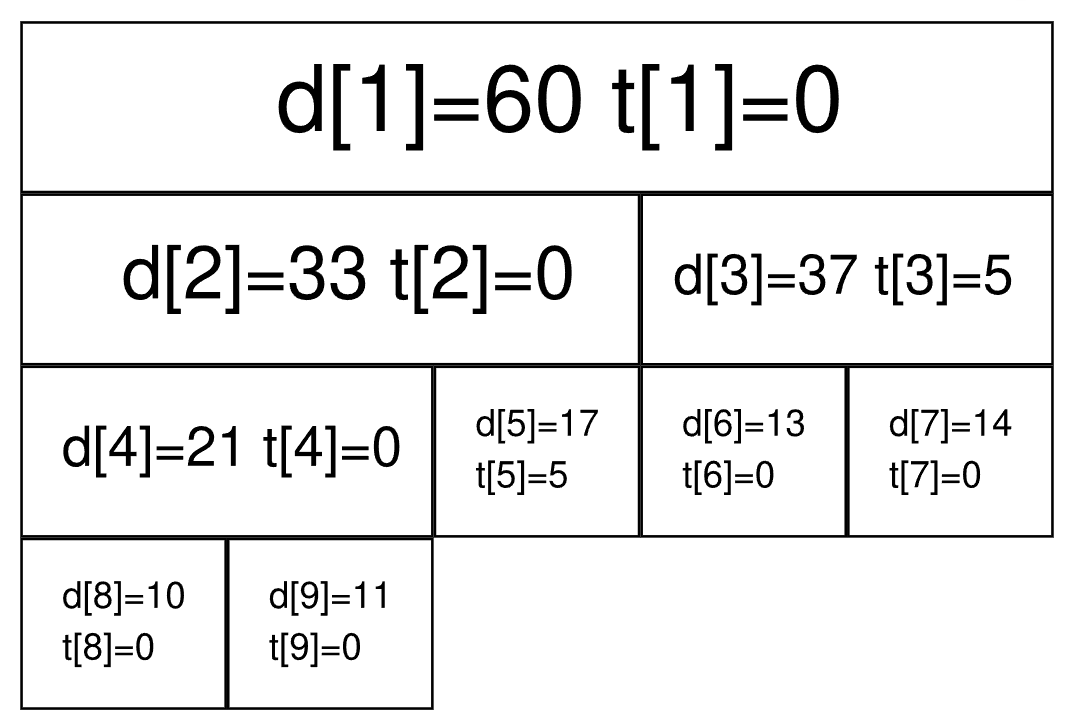 d[1]=60 t[1]=0
d[2]=33 t[2]=0
d[3]=37 t[3]=5
d[4]=21 t[4]=0
d[5]=17
t[5]=5
d[6]=13
t[6]=0
d[7]=14
t[7]=0
d[8]=10
t[8]=0
d[9]=11
t[9]=0